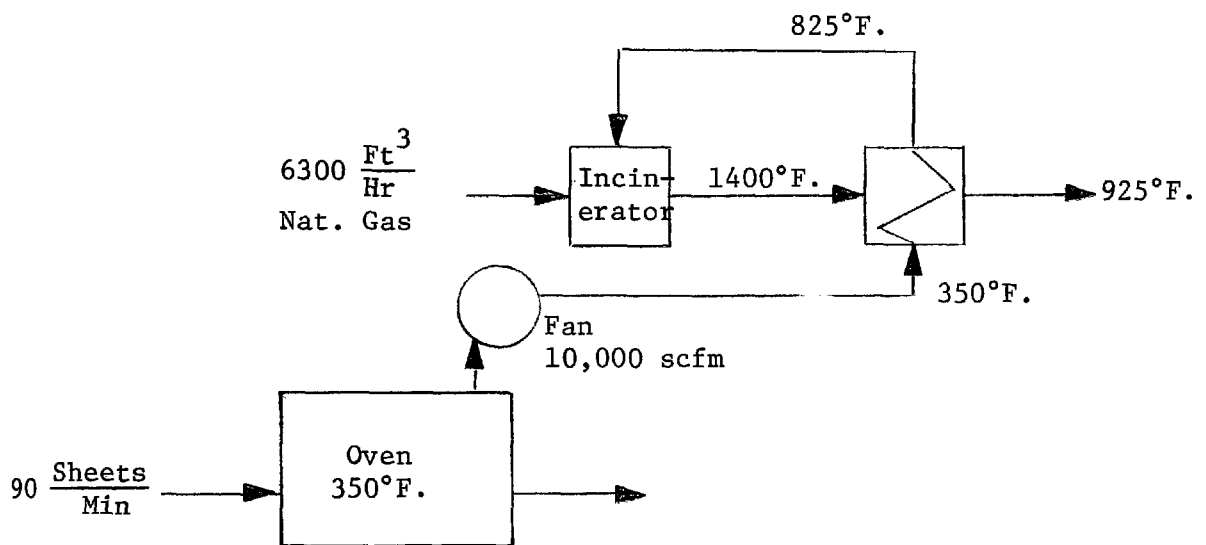 825°F.
6300 Ft³/Hr
Nat. Gas
Incin-
erator
1400°F.
925°F.
350°F.
Fan
10,000 scfm
Oven
350°F.
90 Sheets/Min